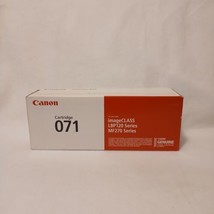 Canon
Cartridge
071
imageCLASS
LBP120 Series
MF270 Series